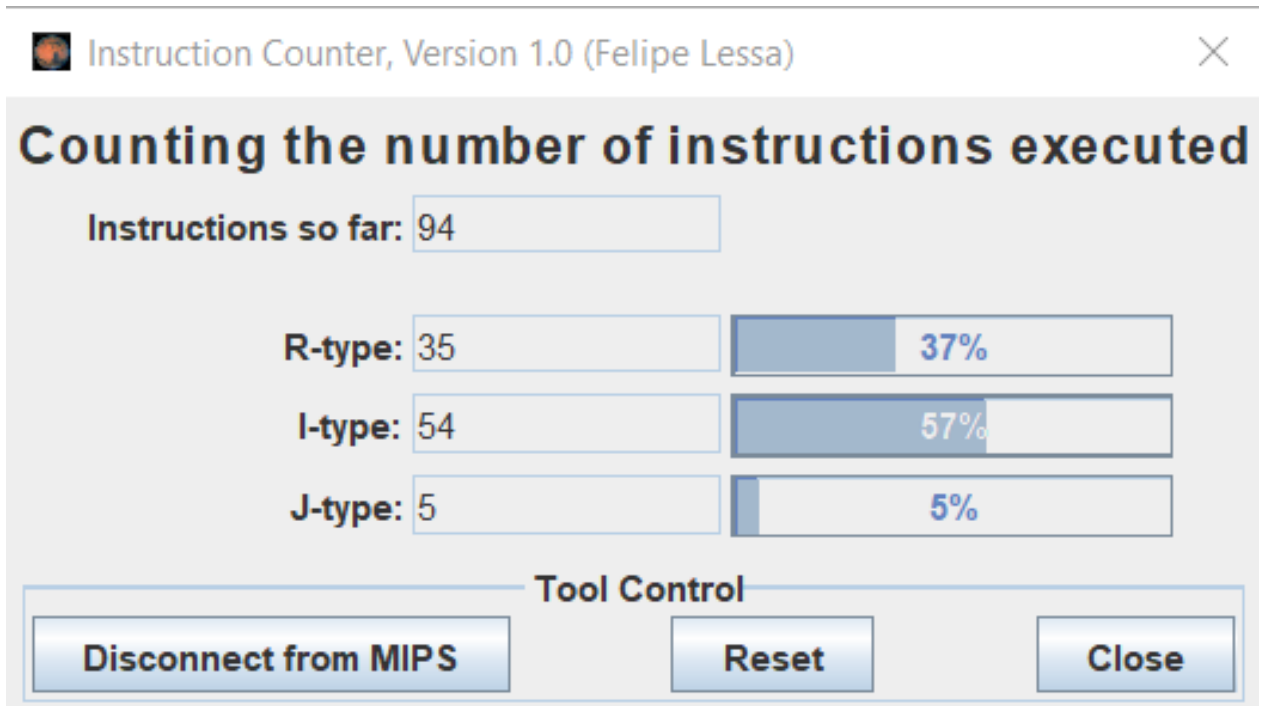 Instruction Counter, Version 1.0 (Felipe Lessa)
Counting the number of instructions executed
Instructions so far: 94
R-type: 35 37%
I-type: 54 57%
J-type: 5 5%
Tool Control
Disconnect from MIPS Reset Close